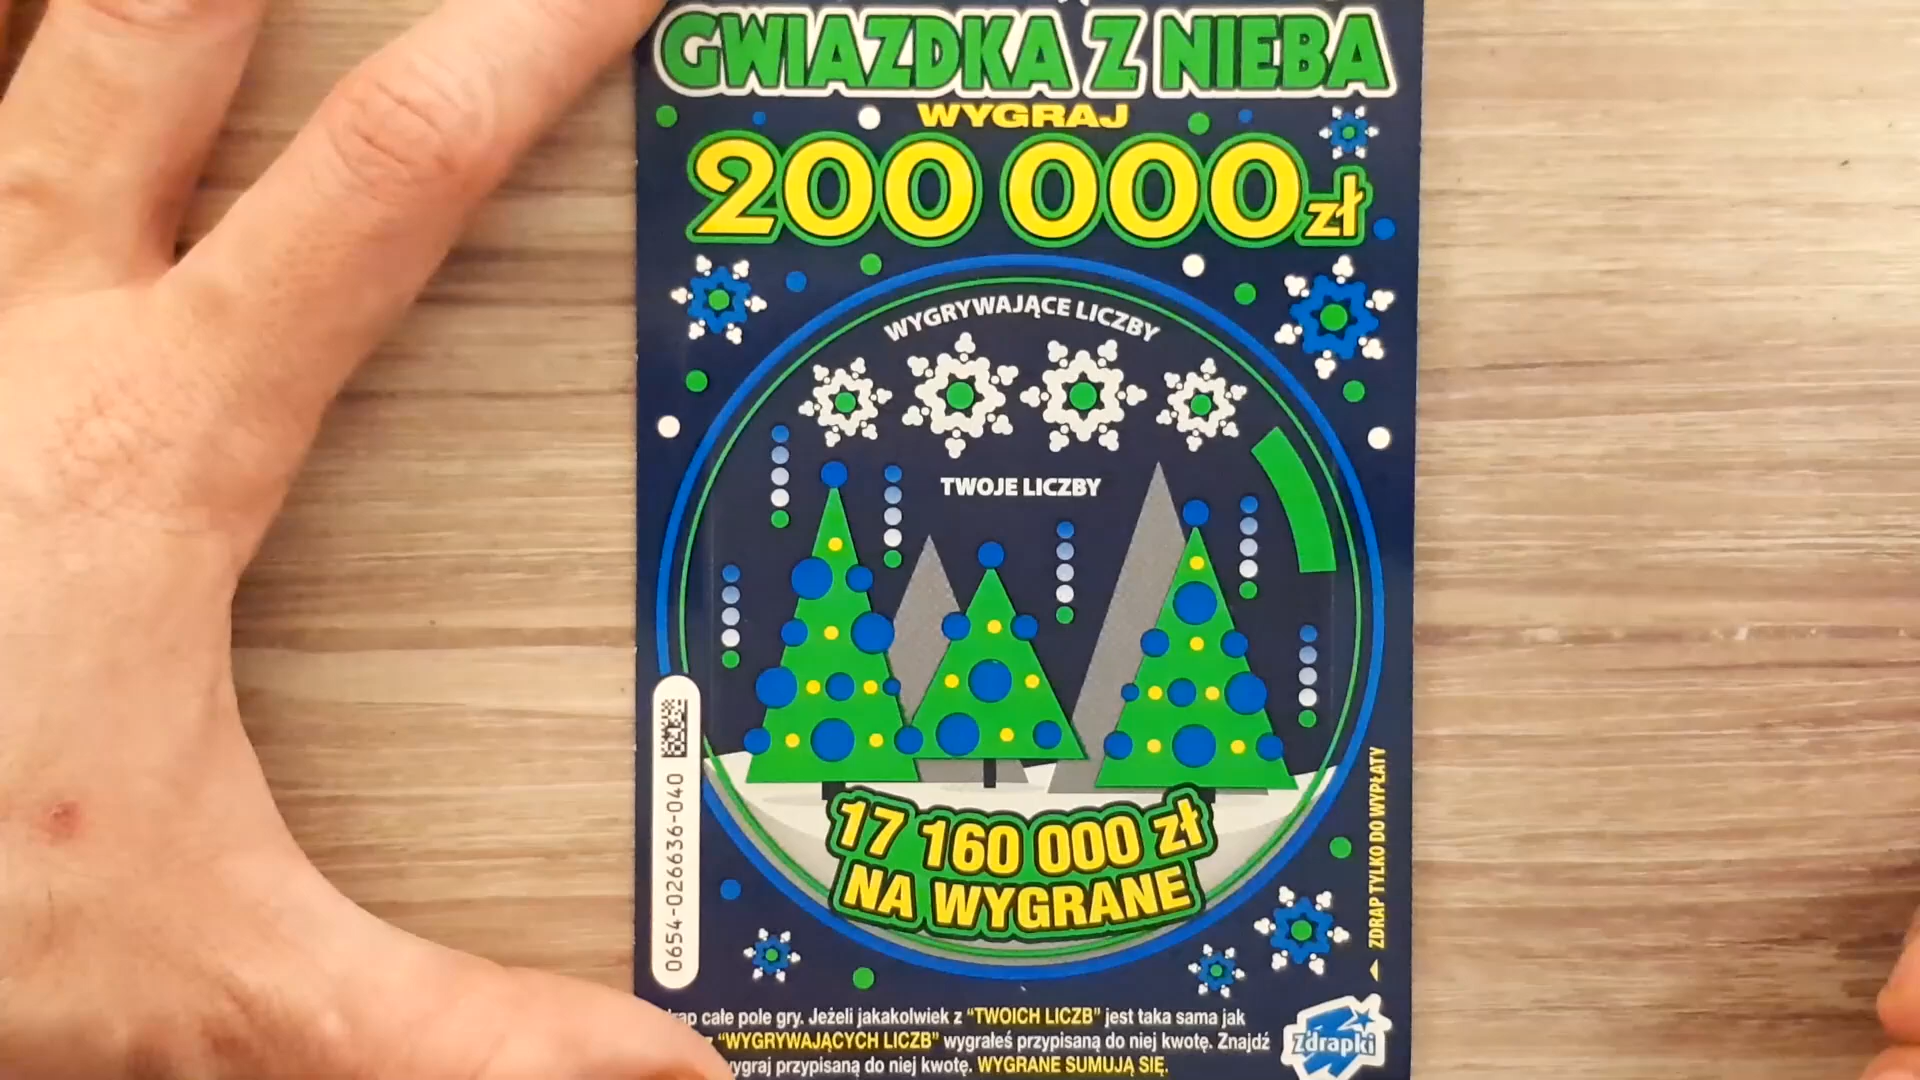 GWIAZDKA Z NIEBA
WYGRAJ
200 000 zł
WYGRYWAJĄCE LICZBY
TWOJE LICZBY
17 160 000 zł
NA WYGRANE
0654-026636-040
ZDRAP TYLKO DO WYPŁATY
całe pole gry. Jeżeli jakakolwiek z “TWOICH LICZB” jest taka sama jak
z “WYGRYWAJĄCYCH LICZB” wygrałeś przypisaną do niej kwotę. Znajdź
przypisaną do niej kwotę. WYGRANE SUMUJĄ SIĘ.
Zdrapki